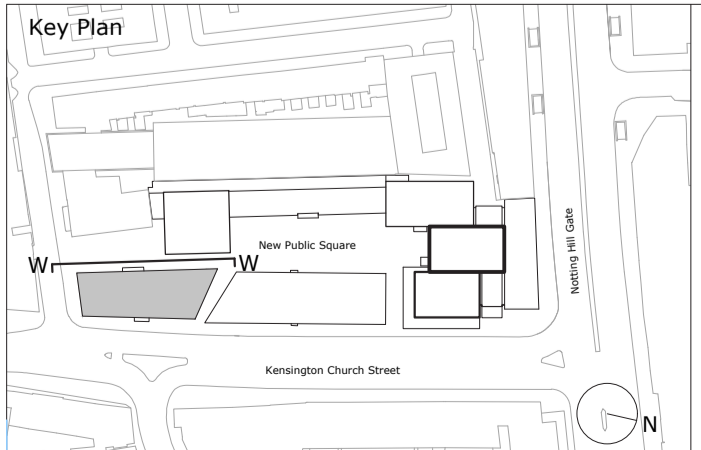 Key Plan
Notting Hill Gate
New Public Square
W
W
Kensington Church Street
N